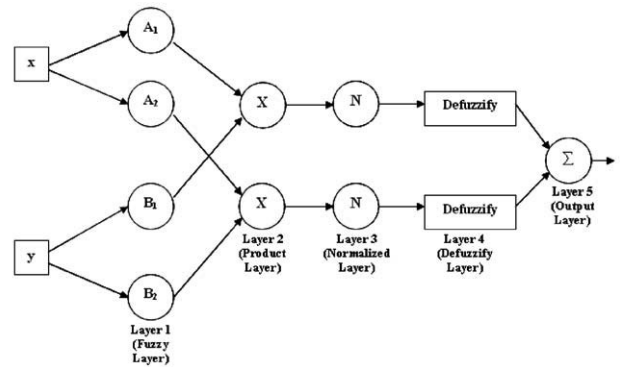 x
A1
A2
X
N
Defuzzify
Σ
Layer 5
(Output
Layer)
y
B1
B2
X
N
Defuzzify
Layer 2
(Product
Layer)
Layer 3
(Normalized
Layer)
Layer 4
(Defuzzify
Layer)
Layer 1
(Fuzzy
Layer)